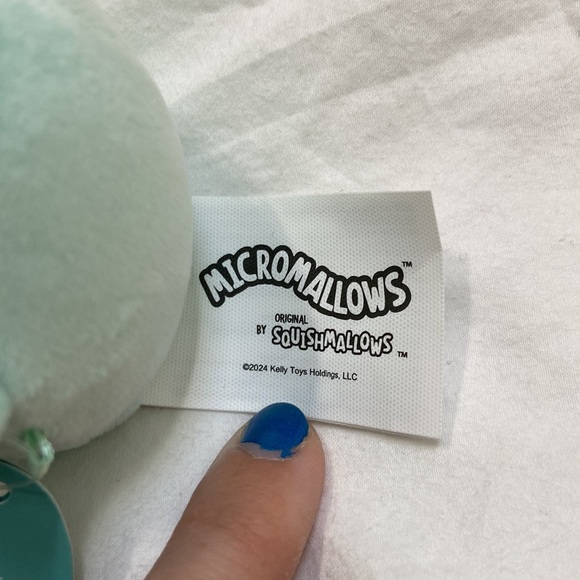 MICROMALLOWS™
ORIGINAL
BY SQUISHMALLOWS™
©2024 Kelly Toys Holdings, LLC